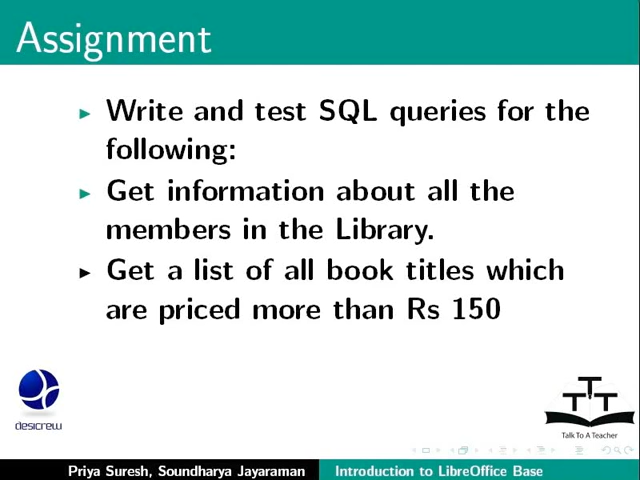 Assignment
Write and test SQL queries for the
following:
Get information about all the
members in the Library.
Get a list of all book titles which
are priced more than Rs 150
desicrew
TTT
Talk To A Teacher
Priya Suresh, Soundharya Jayaraman
Introduction to LibreOffice Base